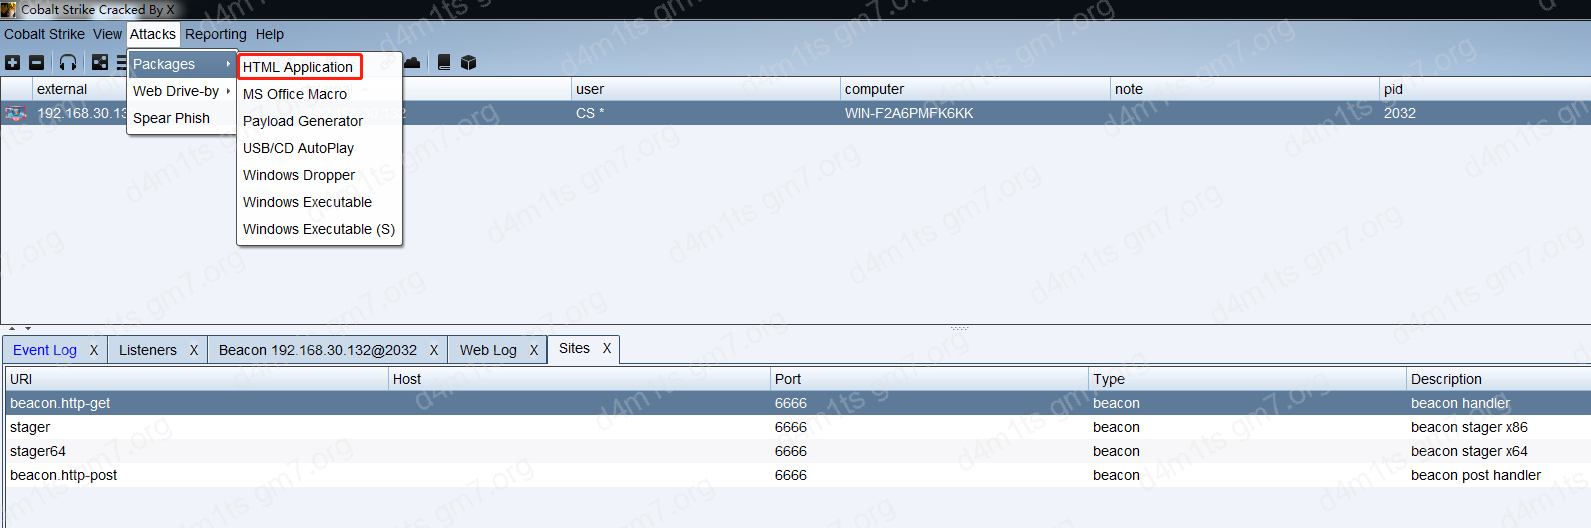 Cobalt Strike Cracked By X
Cobalt Strike View Attacks Reporting Help
Packages
Web Drive-by
Spear Phish
HTML Application
MS Office Macro
Payload Generator
USB/CD AutoPlay
Windows Dropper
Windows Executable
Windows Executable (S)
external user computer note pid
192.168.30.13 CS * WIN-F2A6PMFK6KK 2032
Event Log X Listeners X Beacon 192.168.30.132@2032 X Web Log X Sites X
URI Host Port Type Description
beacon.http-get 6666 beacon beacon handler
stager 6666 beacon beacon stager x86
stager64 6666 beacon beacon stager x64
beacon.http-post 6666 beacon beacon post handler
d4m1ts gm7.org